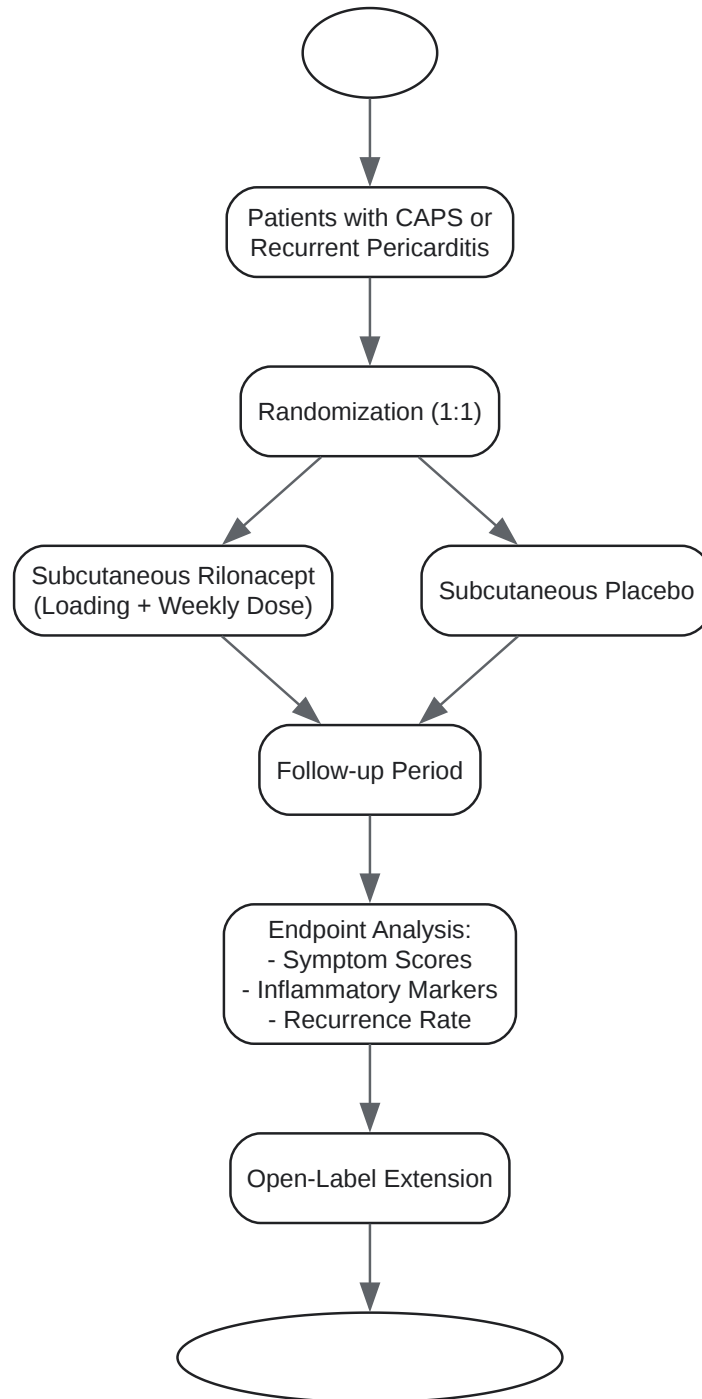 Patients with CAPS or
Recurrent Pericarditis
Randomization (1:1)
Subcutaneous Rilonacept
(Loading + Weekly Dose)
Subcutaneous Placebo
Follow-up Period
Endpoint Analysis:
- Symptom Scores
- Inflammatory Markers
- Recurrence Rate
Open-Label Extension